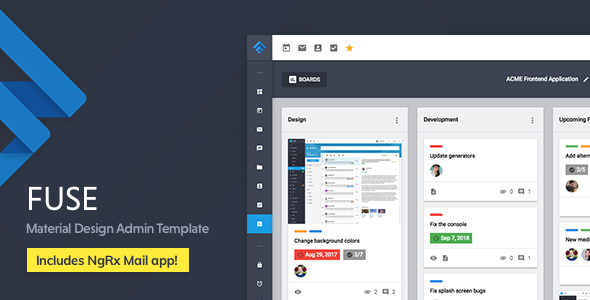 FUSE
Material Design Admin Template
Includes NgRx Mail app!
BOARDS
ACME Frontend Application
Design
Change background colors
Aug 29, 2017
2/7
2
Development
Update generators
0
1
Fix the console
Sep 7, 2018
0
1
Fix splash screen bugs
Upcoming F
Add altern
2/5
New medi